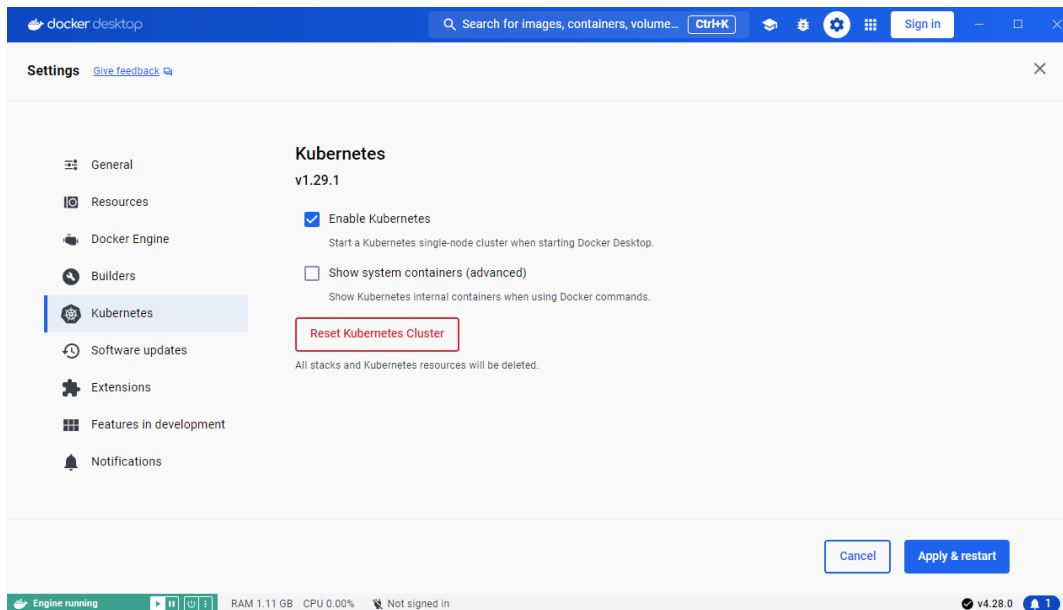 docker desktop
Search for images, containers, volume... Ctrl+K
Sign in
Settings Give feedback
General
Resources
Docker Engine
Builders
Kubernetes
Software updates
Extensions
Features in development
Notifications
Kubernetes
v1.29.1
Enable Kubernetes
Start a Kubernetes single-node cluster when starting Docker Desktop.
Show system containers (advanced)
Show Kubernetes internal containers when using Docker commands.
Reset Kubernetes Cluster
All stacks and Kubernetes resources will be deleted.
Cancel Apply & restart
Engine running RAM 1.11 GB CPU 0.00% Not signed in v4.28.0 1